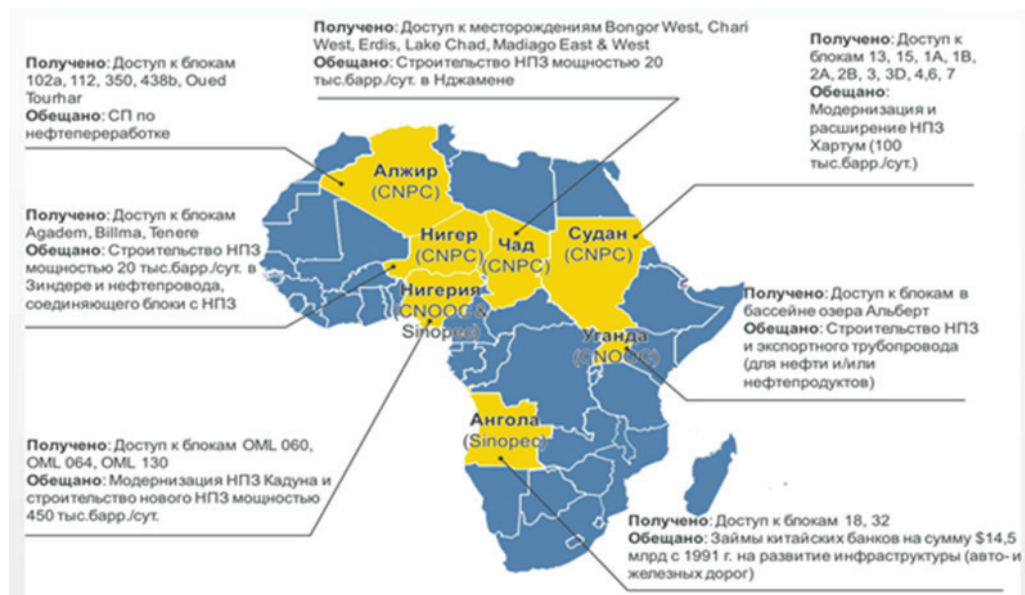 Получено: Доступ к месторождениям Bongor West, Chari
West, Erdis, Lake Chad, Madiago East & West
Обещано: Строительство НПЗ мощностью 20
тыс.барр./сут. в Нджамене
Получено: Доступ к
блокам 13, 15, 1A, 1B,
2A, 2B, 3, 3D, 4,6, 7
Обещано:
Модернизация и
расширение НПЗ
Хартум (100
тыс.барр./сут.)
Получено: Доступ к блокам
102a, 112, 350, 438b, Oued
Tourhar
Обещано: СП по
нефтепереработке
Алжир
(CNPC)
Нигер
(CNPC)
Чад
(CNPC)
Судан
(CNPC)
Получено: Доступ к блокам
Agadem, Billma, Tenere
Обещано: Строительство НПЗ
мощностью 20 тыс.барр./сут. в
Зиндере и нефтепровода,
соединяющего блоки с НПЗ
Нигерия
(CNOOC &
Sinopec)
Уганда
(CNOOC)
Получено: Доступ к блокам в
бассейне озера Альберт
Обещано: Строительство НПЗ
и экспортного трубопровода
(для нефти и/или
нефтепродуктов)
Ангола
(Sinopec)
Получено: Доступ к блокам OML 060,
OML 064, OML 130
Обещано: Модернизация НПЗ Кадуна и
строительство нового НПЗ мощностью
450 тыс.барр./сут.
Получено: Доступ к блокам 18, 32
Обещано: Займы китайских банков на сумму $14,5
млрд с 1991 г. на развитие инфраструктуры (авто- и
железных дорог)